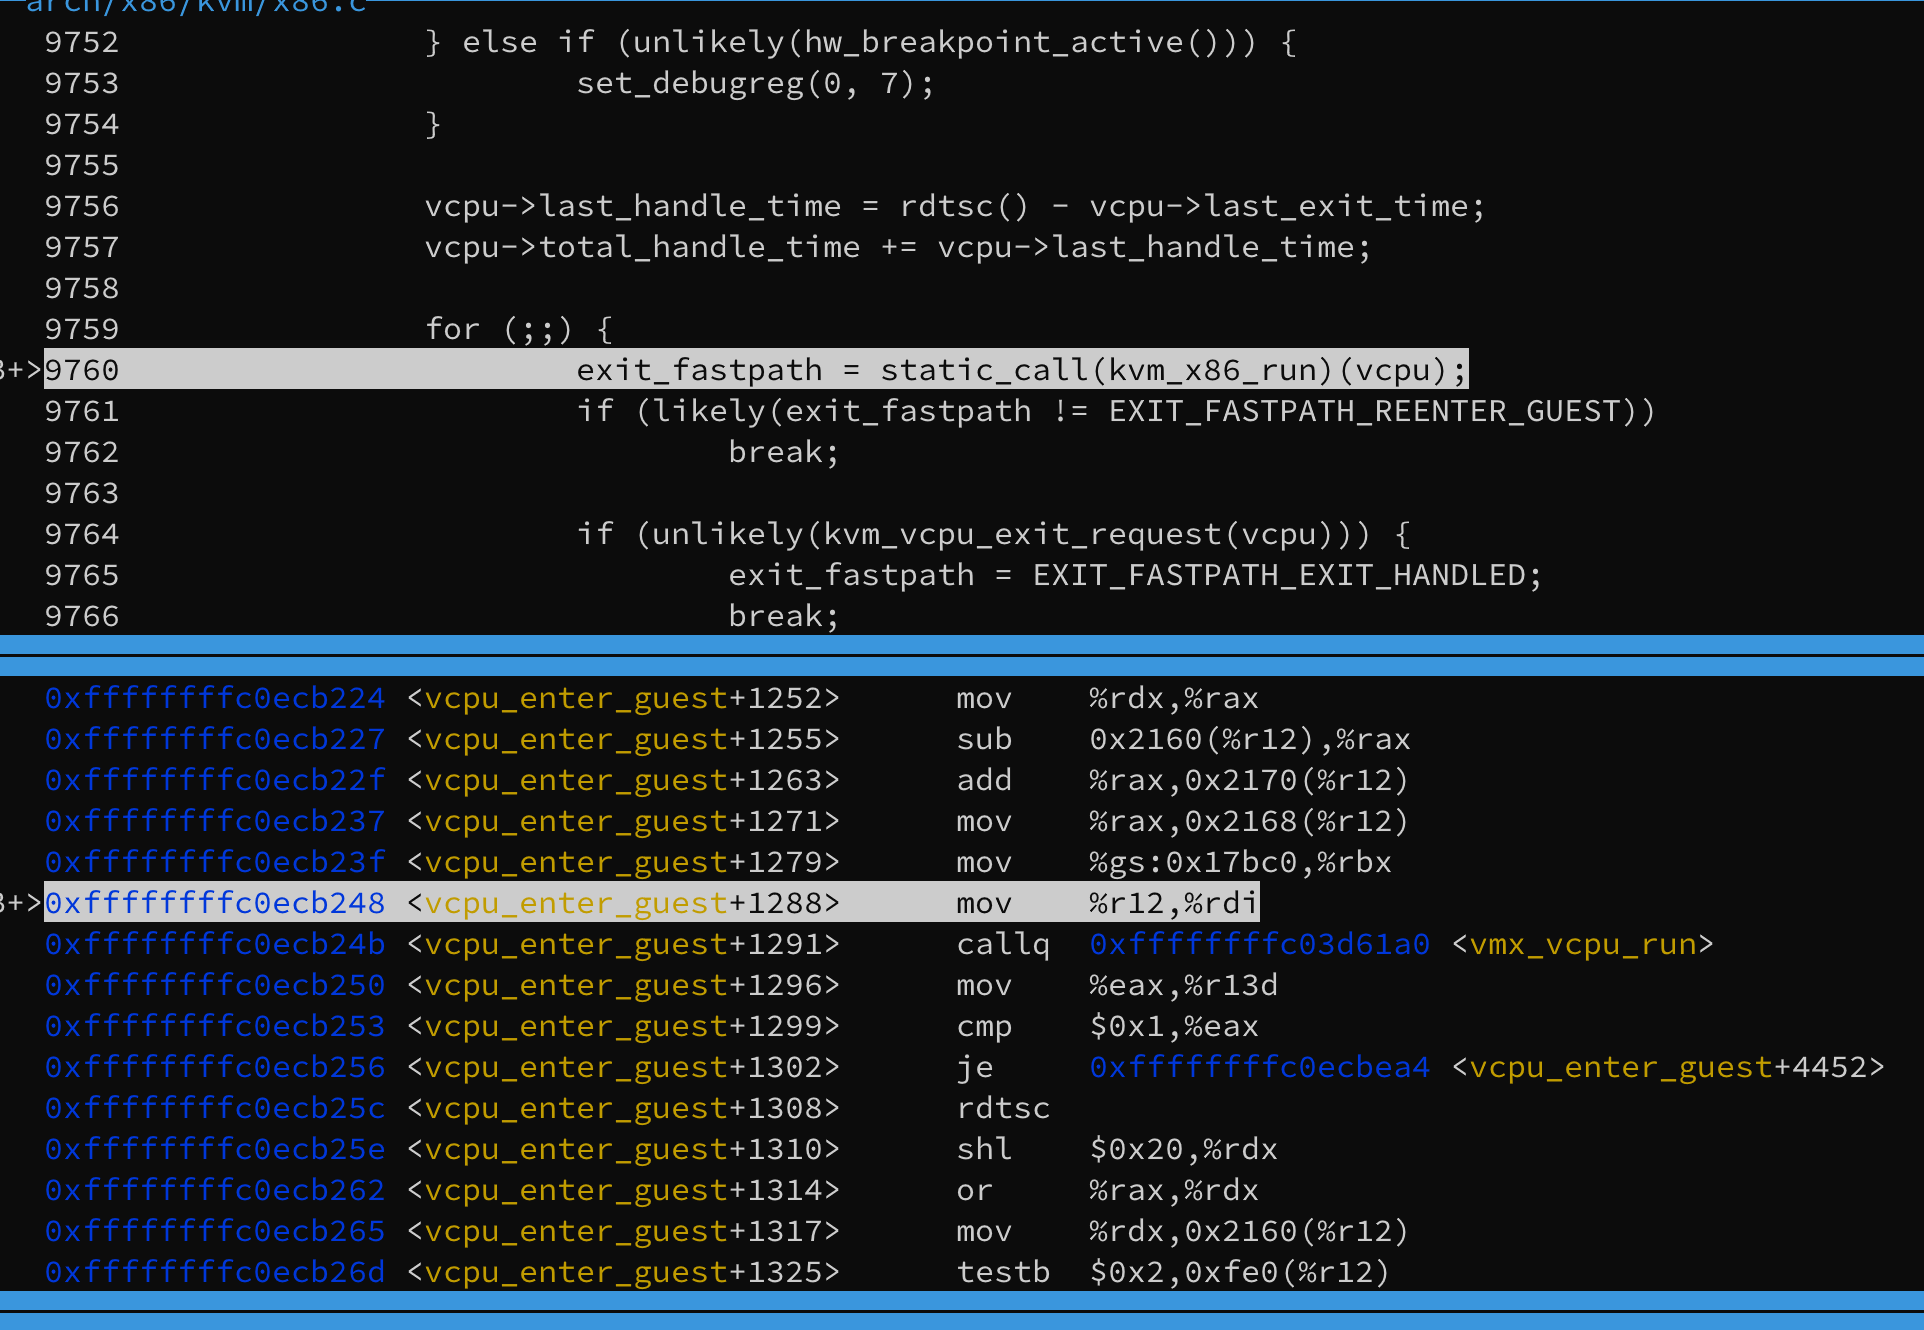 arch/x86/kvm/x86.c
9752                } else if (unlikely(hw_breakpoint_active())) {
9753                        set_debugreg(0, 7);
9754                }
9755
9756                vcpu->last_handle_time = rdtsc() - vcpu->last_exit_time;
9757                vcpu->total_handle_time += vcpu->last_handle_time;
9758
9759                for (;;) {
B+>9760                        exit_fastpath = static_call(kvm_x86_run)(vcpu);
9761                        if (likely(exit_fastpath != EXIT_FASTPATH_REENTER_GUEST))
9762                                break;
9763
9764                        if (unlikely(kvm_vcpu_exit_request(vcpu))) {
9765                                exit_fastpath = EXIT_FASTPATH_EXIT_HANDLED;
9766                                break;
0xffffffffc0ecb224 <vcpu_enter_guest+1252>      mov    %rdx,%rax
0xffffffffc0ecb227 <vcpu_enter_guest+1255>      sub    0x2160(%r12),%rax
0xffffffffc0ecb22f <vcpu_enter_guest+1263>      add    %rax,0x2170(%r12)
0xffffffffc0ecb237 <vcpu_enter_guest+1271>      mov    %rax,0x2168(%r12)
0xffffffffc0ecb23f <vcpu_enter_guest+1279>      mov    %gs:0x17bc0,%rbx
B+>0xffffffffc0ecb248 <vcpu_enter_guest+1288>      mov    %r12,%rdi
0xffffffffc0ecb24b <vcpu_enter_guest+1291>      callq  0xffffffffc03d61a0 <vmx_vcpu_run>
0xffffffffc0ecb250 <vcpu_enter_guest+1296>      mov    %eax,%r13d
0xffffffffc0ecb253 <vcpu_enter_guest+1299>      cmp    $0x1,%eax
0xffffffffc0ecb256 <vcpu_enter_guest+1302>      je     0xffffffffc0ecbea4 <vcpu_enter_guest+4452>
0xffffffffc0ecb25c <vcpu_enter_guest+1308>      rdtsc
0xffffffffc0ecb25e <vcpu_enter_guest+1310>      shl    $0x20,%rdx
0xffffffffc0ecb262 <vcpu_enter_guest+1314>      or     %rax,%rdx
0xffffffffc0ecb265 <vcpu_enter_guest+1317>      mov    %rdx,0x2160(%r12)
0xffffffffc0ecb26d <vcpu_enter_guest+1325>      testb  $0x2,0xfe0(%r12)